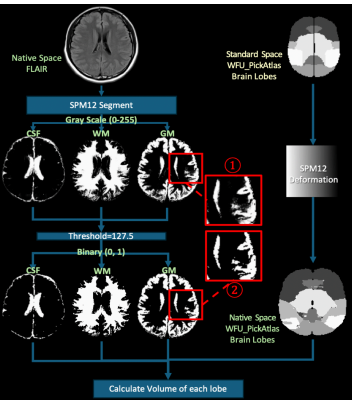 Native Space
FLAIR
Standard Space
WFU_PickAtlas
Brain Lobes
SPM12 Segment
Gray Scale (0-255)
CSF
WM
GM
①
SPM12
Deformation
Threshold=127.5
Binary (0, 1)
CSF
WM
GM
②
Native Space
WFU_PickAtlas
Brain Lobes
Calculate Volume of each lobe